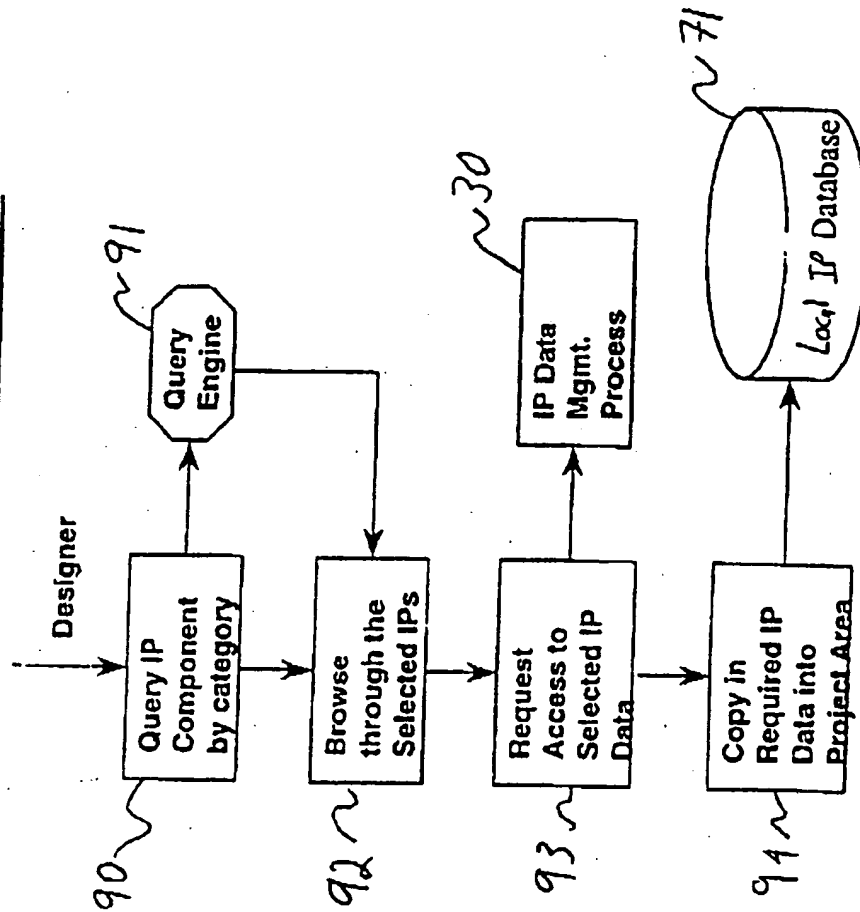 Designer
90
Query IP
Component
by category
91
Query
Engine
92
Browse
through the
Selected IPs
93
Request
Access to
Selected IP
Data
30
IP Data
Mgmt.
Process
94
Copy in
Required IP
Data into
Project Area
71
Local IP Database